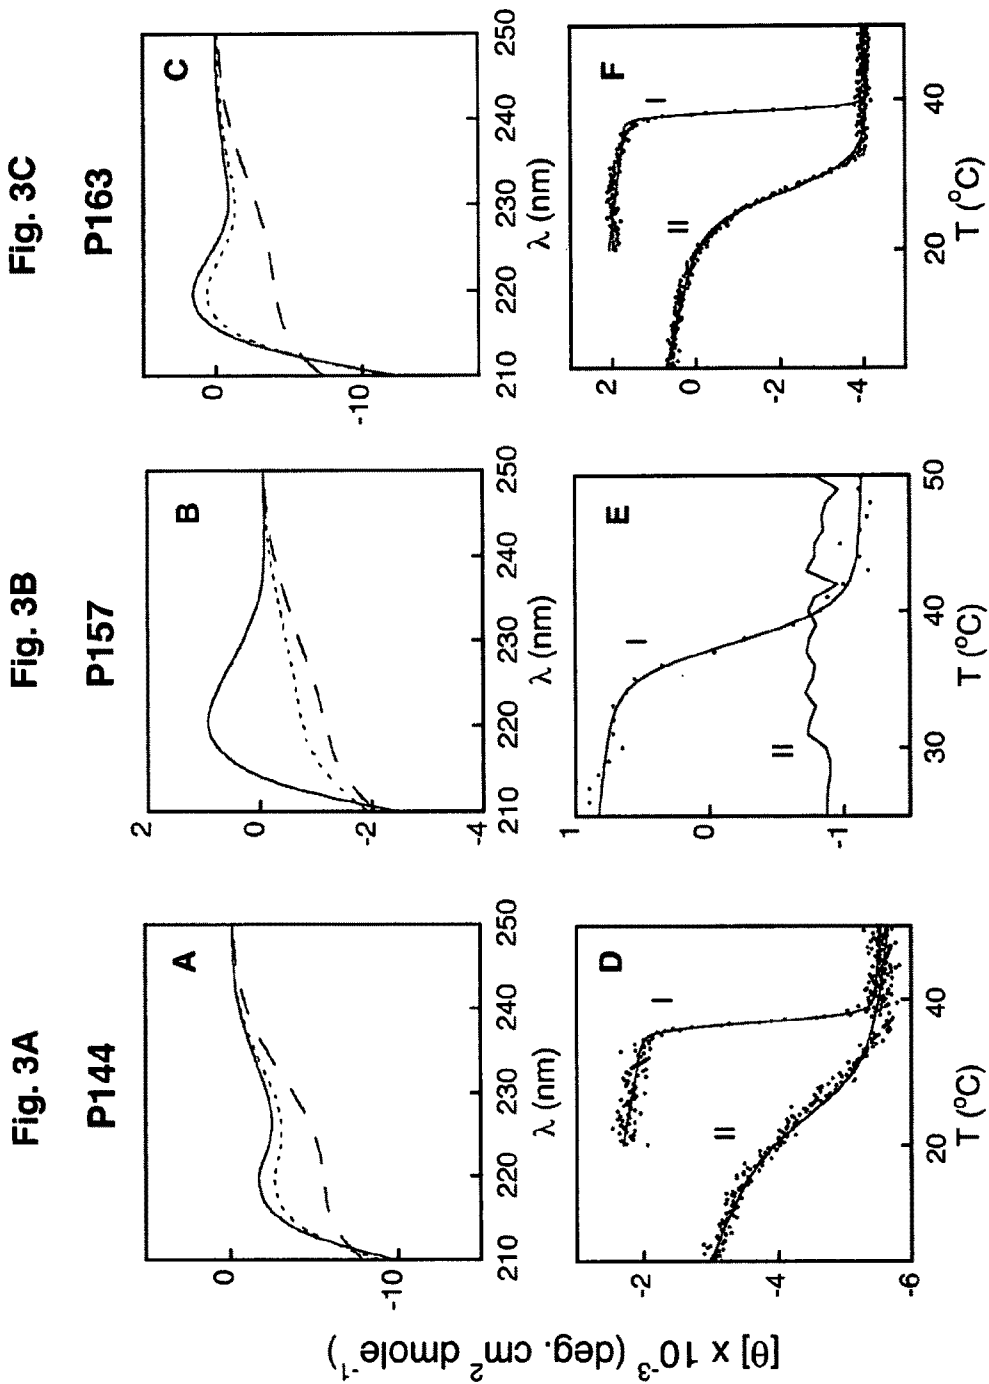 Fig. 3A
Fig. 3B
Fig. 3C
P144
P157
P163
[θ] x 10⁻³ (deg. cm² dmole⁻¹)
A
0
-10
210
220
230
240
250
λ (nm)
B
2
0
-2
-4
210
220
230
240
250
λ (nm)
C
0
-10
210
220
230
240
250
λ (nm)
D
I
II
-2
-4
-6
20
40
T (°C)
E
I
II
1
0
-1
30
40
50
T (°C)
F
I
II
2
0
-2
-4
20
40
T (°C)